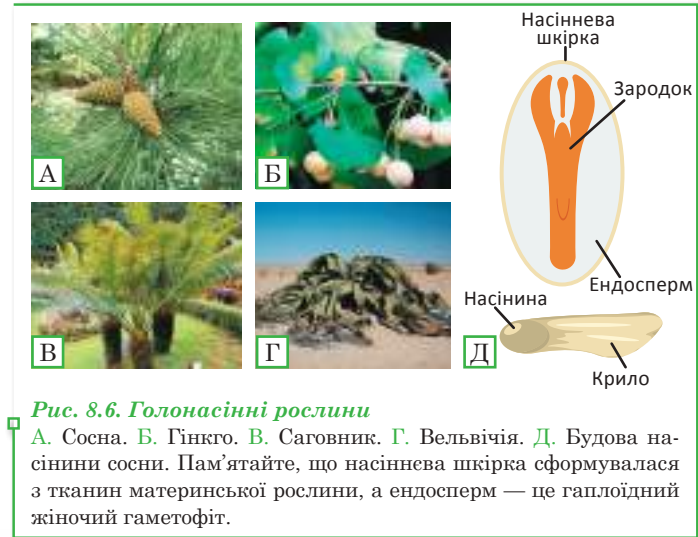 Насіннева
шкірка
Зародок
А
Б
Ендосперм
Насінина
В
Г
Д
Крило
Рис. 8.6. Голонасінні рослини
А. Сосна. Б. Гінкго. В. Саговник. Г. Вельвічія. Д. Будова на-
сінини сосни. Пам’ятайте, що насіннєва шкірка сформувалася
з тканин материнської рослини, а ендосперм — це гаплоїдний
жіночий гаметофіт.